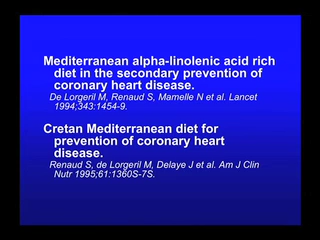 Mediterranean alpha-linolenic acid rich
diet in the secondary prevention of
coronary heart disease.
De Lorgeril M, Renaud S, Mamelle N et al. Lancet
1994;343:1454-9.
Cretan Mediterranean diet for
prevention of coronary heart
disease.
Renaud S, de Lorgeril M, Delaye J et al. Am J Clin
Nutr 1995;61:1360S-7S.